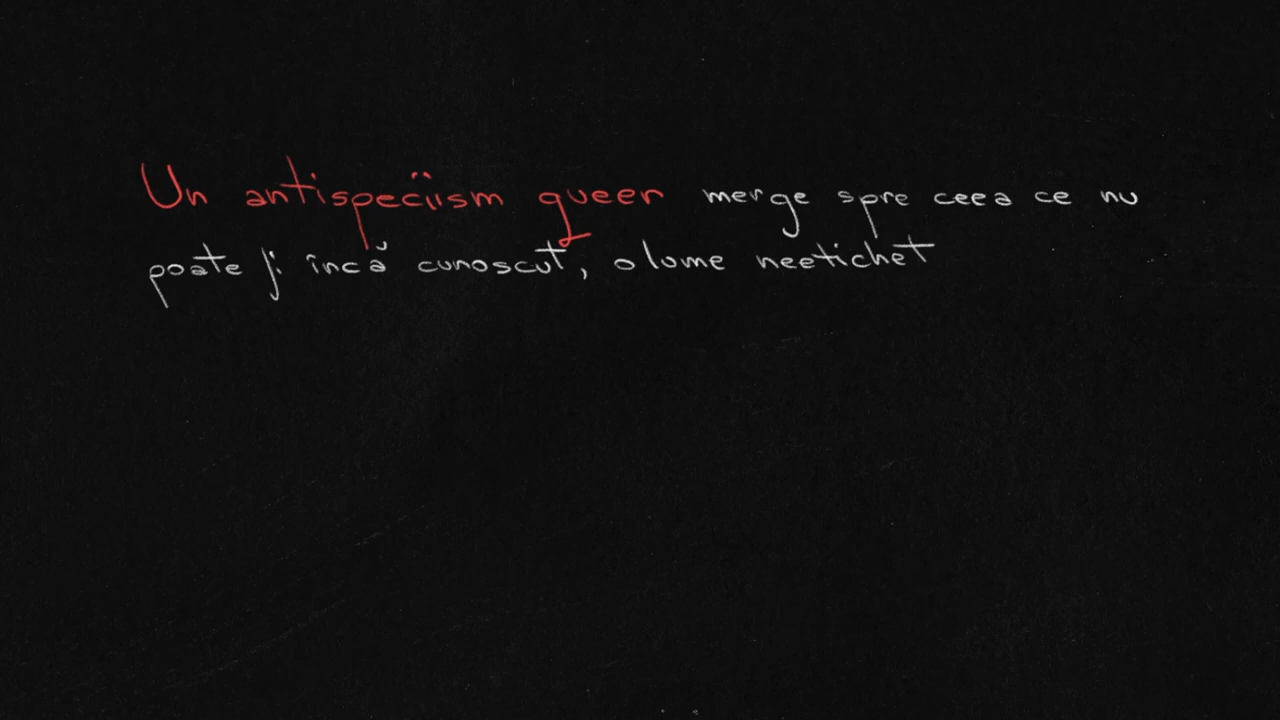 Un antispeciism queer merge spre ceea ce nu
poate fi încă cunoscut, o lume neetichet